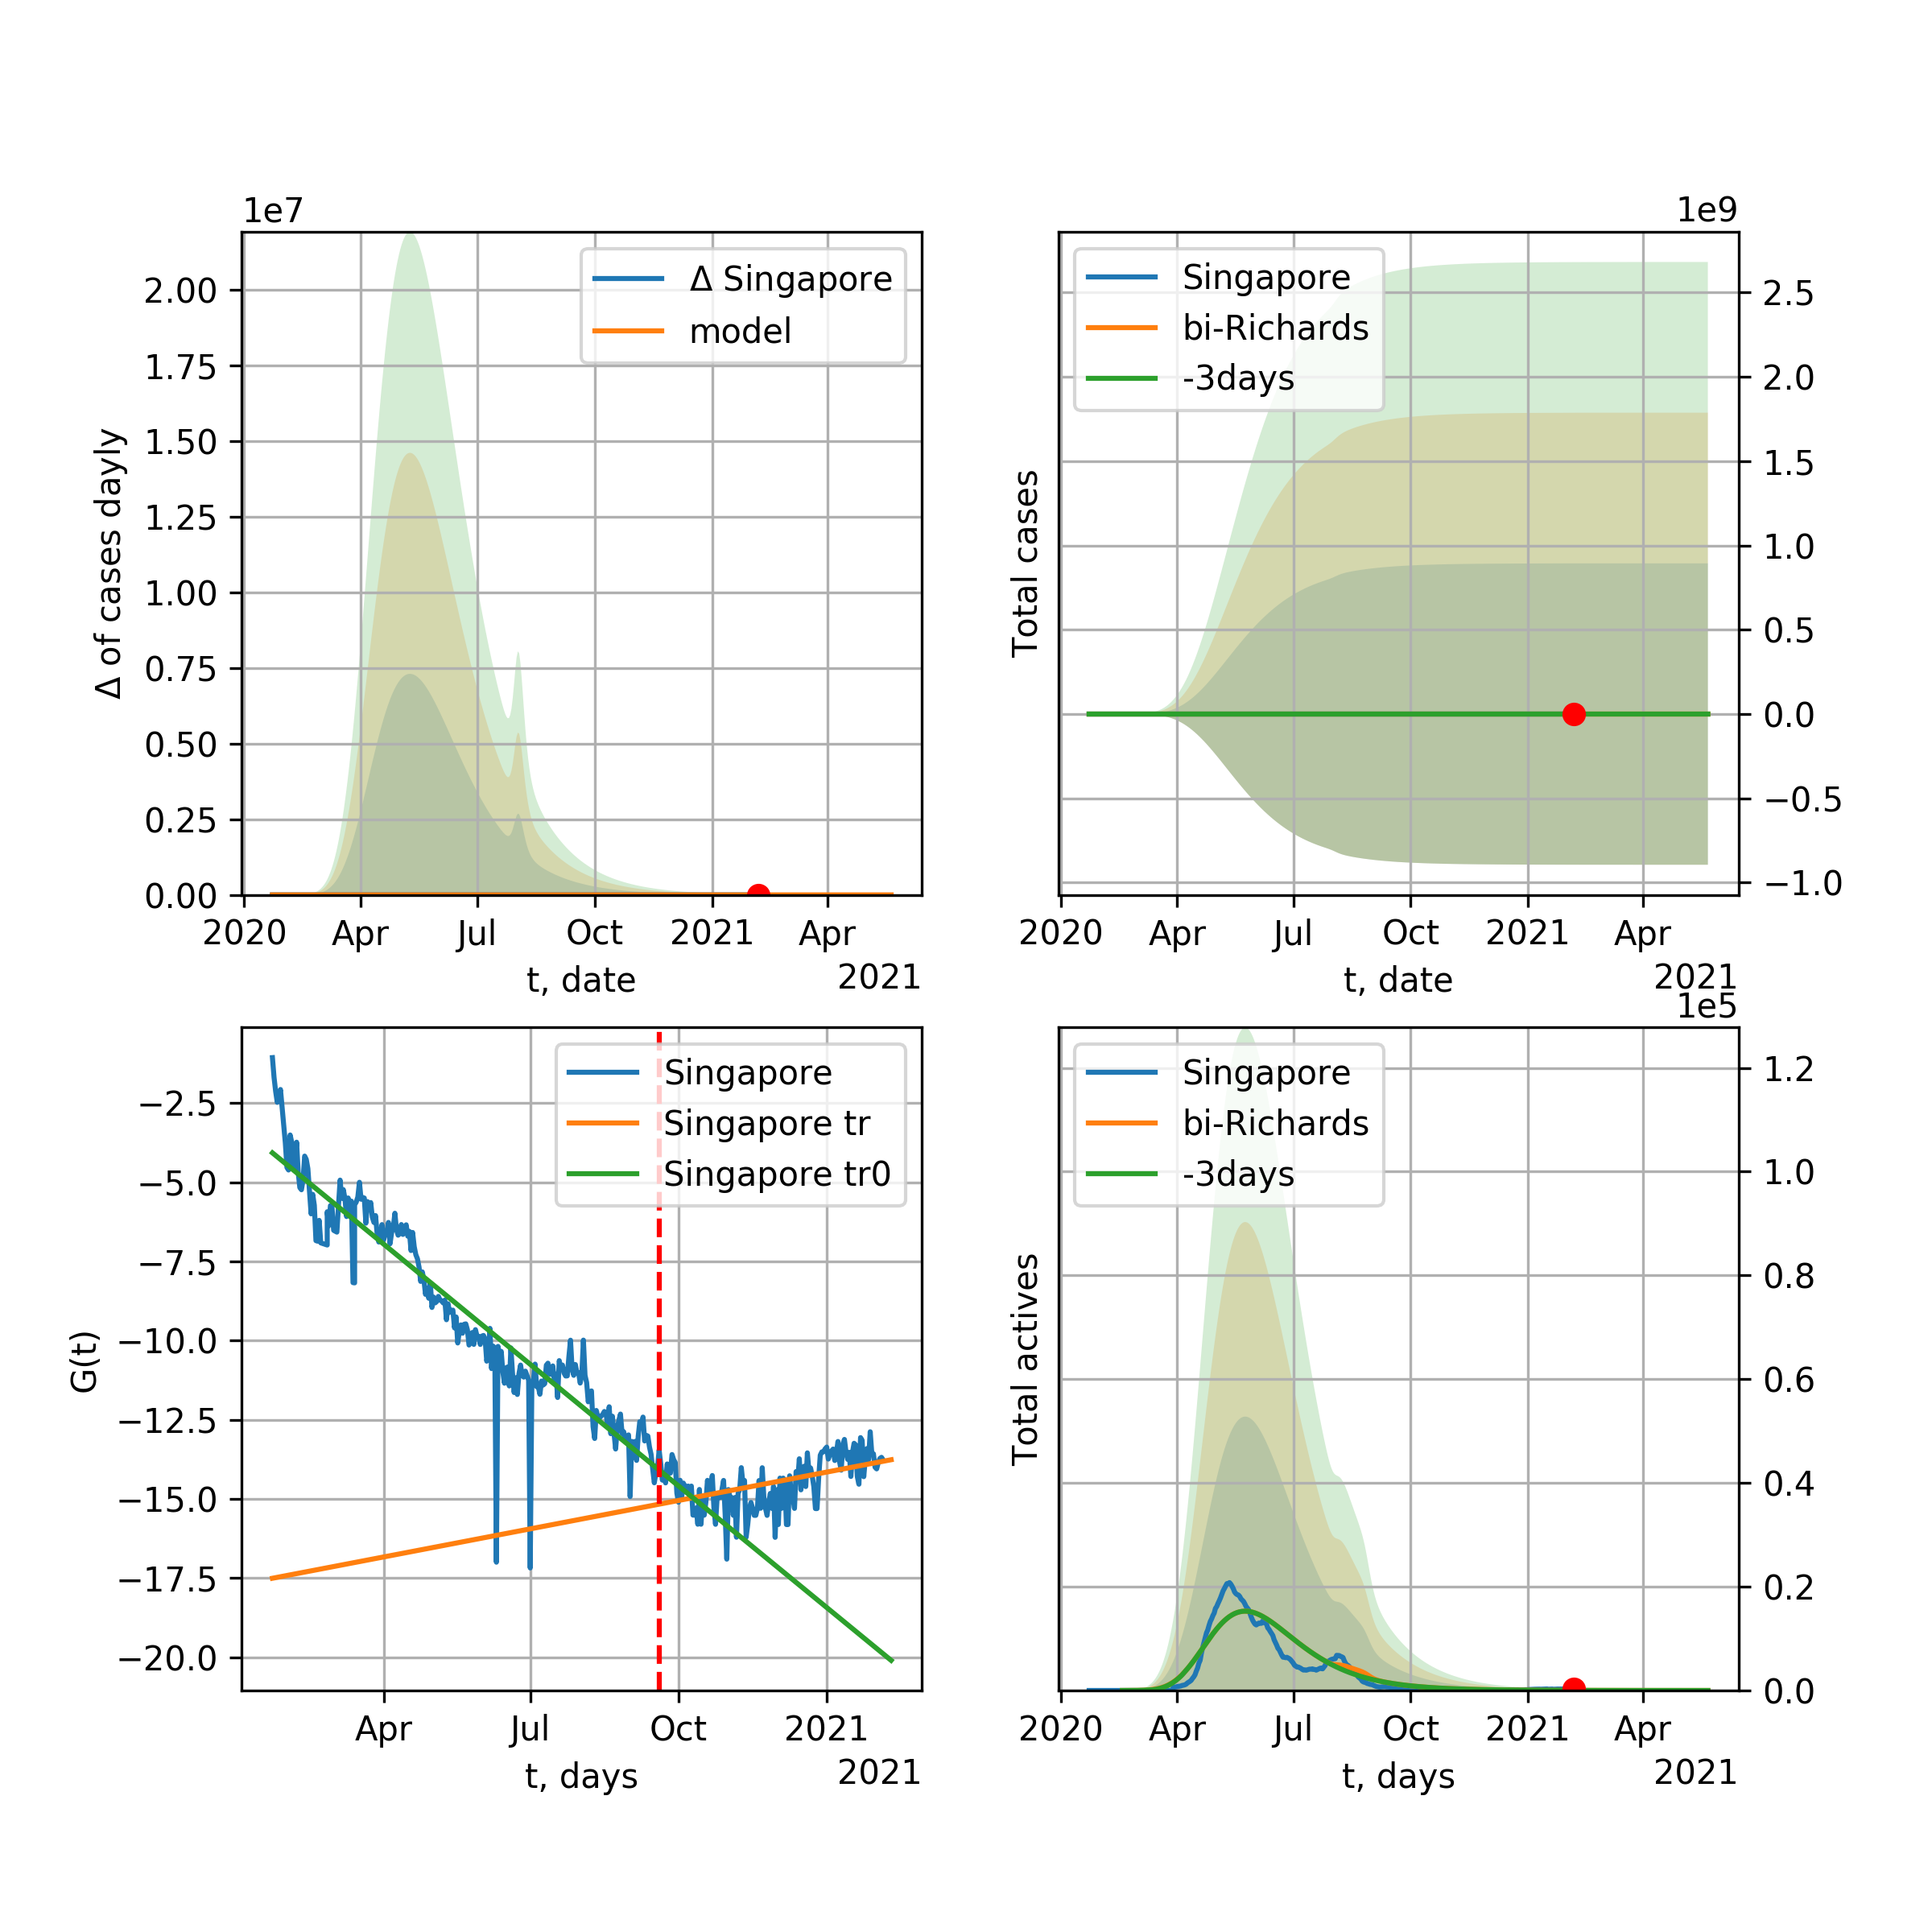 1e7
Δ of cases dayly
2.00
1.75
1.50
1.25
1.00
0.75
0.50
0.25
0.00
Δ Singapore
model
2020 Apr Jul Oct 2021 Apr
t, date
2021
1e9
Total cases
Singapore
bi-Richards
-3days
2.5
2.0
1.5
1.0
0.5
0.0
−0.5
−1.0
2020 Apr Jul Oct 2021 Apr
t, date
2021
G(t)
−2.5
−5.0
−7.5
−10.0
−12.5
−15.0
−17.5
−20.0
Singapore
Singapore tr
Singapore tr0
Apr Jul Oct 2021
t, days
2021
1e5
Total actives
Singapore
bi-Richards
-3days
1.2
1.0
0.8
0.6
0.4
0.2
0.0
2020 Apr Jul Oct 2021 Apr
t, days
2021